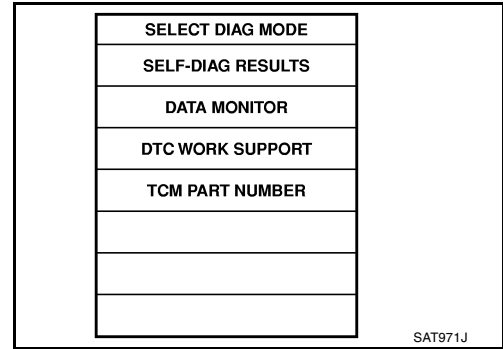 SELECT DIAG MODE
SELF-DIAG RESULTS
DATA MONITOR
DTC WORK SUPPORT
TCM PART NUMBER
SAT971J